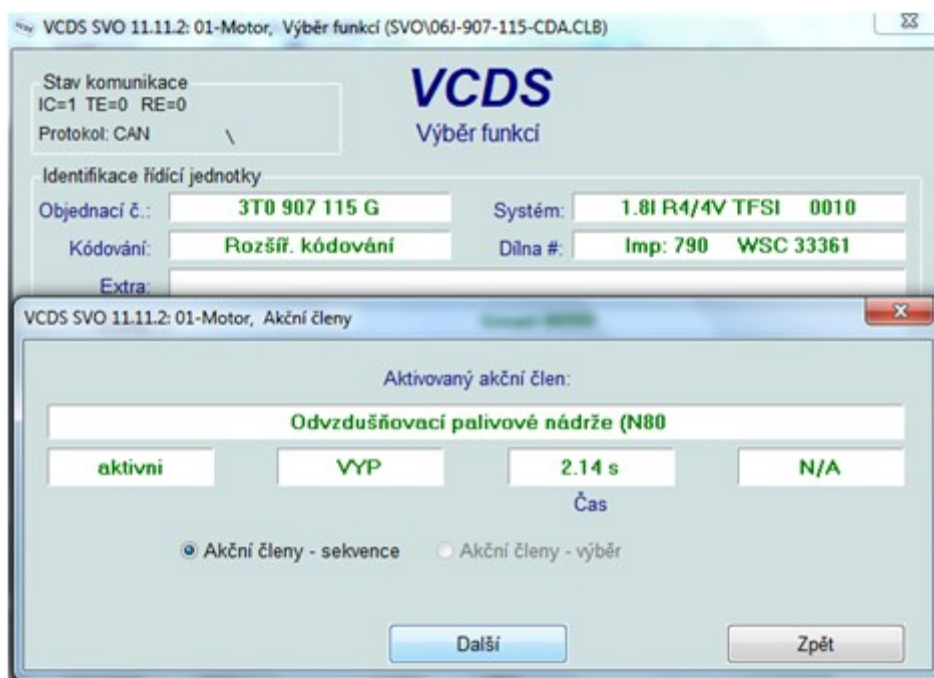 VCDS SVO 11.11.2: 01-Motor, Výběr funkcí (SVO\06J-907-115-CDA.CLB)
Stav komunikace
IC=1 TE=0 RE=0
Protokol: CAN \
VCDS
Výběr funkcí
Identifikace řídící jednotky
Objednací č.: 3T0 907 115 G Systém: 1.8l R4/4V TFSI 0010
Kódování: Rozšíř. kódování Dílna #: Imp: 790 WSC 33361
Extra:
VCDS SVO 11.11.2: 01-Motor, Akční členy
Aktivovaný akční člen:
Odvzdušňovací palivové nádrže (N80
aktivni VYP 2.14 s N/A
Čas
Akční členy - sekvence Akční členy - výběr
Další Zpět